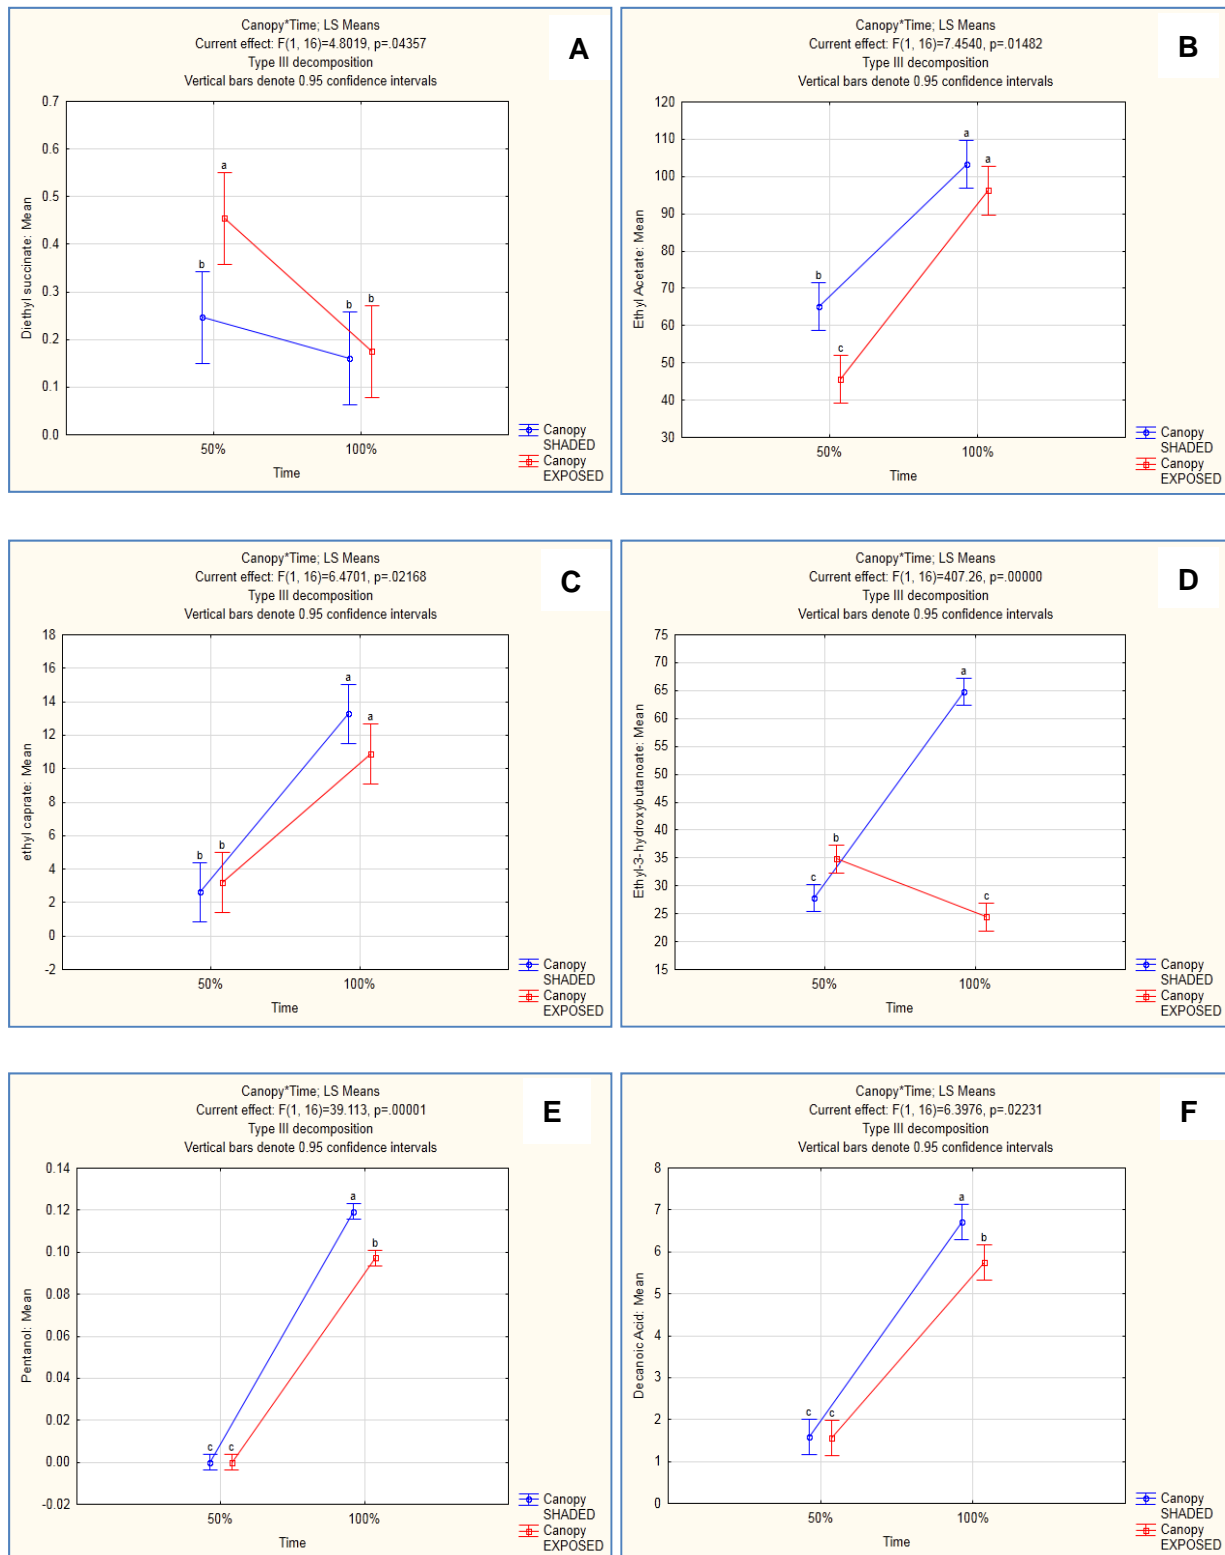 Canopy*Time; LS Means
Current effect: F(1, 16)=4.8019, p=.04357
Type III decomposition
Vertical bars denote 0.95 confidence intervals
A
0.7
0.6
0.5
0.4
0.3
0.2
0.1
0.0
Diethyl succinate: Mean
a
b
b
b
50%
100%
Time
Canopy
SHADED
Canopy
EXPOSED
Canopy*Time; LS Means
Current effect: F(1, 16)=7.4540, p=.01482
Type III decomposition
Vertical bars denote 0.95 confidence intervals
B
120
110
100
90
80
70
60
50
40
30
Ethyl Acetate: Mean
a
a
b
c
50%
100%
Time
Canopy
SHADED
Canopy
EXPOSED
Canopy*Time; LS Means
Current effect: F(1, 16)=6.4701, p=.02168
Type III decomposition
Vertical bars denote 0.95 confidence intervals
C
18
16
14
12
10
8
6
4
2
0
-2
ethyl caprate: Mean
a
a
b
b
50%
100%
Time
Canopy
SHADED
Canopy
EXPOSED
Canopy*Time; LS Means
Current effect: F(1, 16)=407.26, p=.00000
Type III decomposition
Vertical bars denote 0.95 confidence intervals
D
75
70
65
60
55
50
45
40
35
30
25
20
15
Ethyl-3-hydroxybutanoate: Mean
a
b
c
c
50%
100%
Time
Canopy
SHADED
Canopy
EXPOSED
Canopy*Time; LS Means
Current effect: F(1, 16)=39.113, p=.00001
Type III decomposition
Vertical bars denote 0.95 confidence intervals
E
0.14
0.12
0.10
0.08
0.06
0.04
0.02
0.00
-0.02
Pentanol: Mean
a
b
c
c
50%
100%
Time
Canopy
SHADED
Canopy
EXPOSED
Canopy*Time; LS Means
Current effect: F(1, 16)=6.3976, p=.02231
Type III decomposition
Vertical bars denote 0.95 confidence intervals
F
8
7
6
5
4
3
2
1
0
Decanoic Acid: Mean
a
b
c
c
50%
100%
Time
Canopy
SHADED
Canopy
EXPOSED